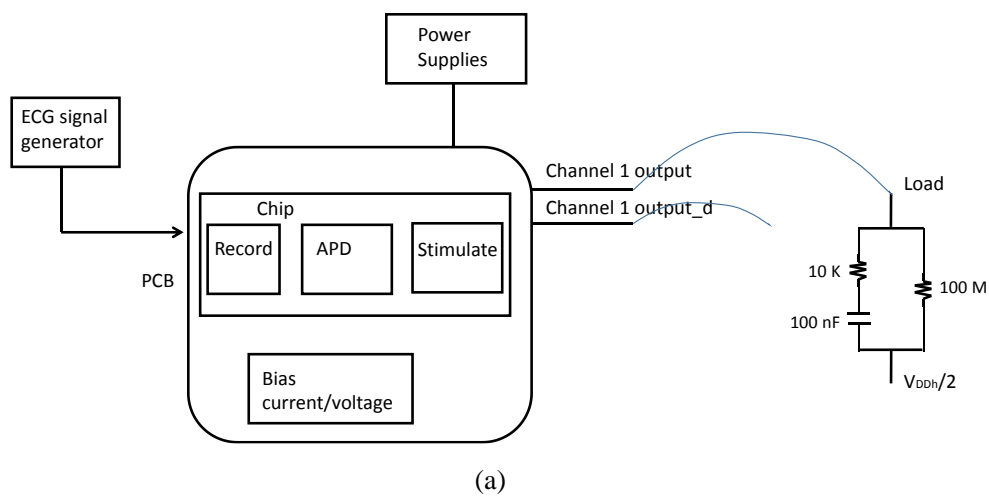 Power
Supplies
ECG signal
generator
Channel 1 output
Channel 1 output_d
Load
Chip
Record
APD
Stimulate
PCB
10 K
100 M
100 nF
VDDh/2
Bias
current/voltage
(a)